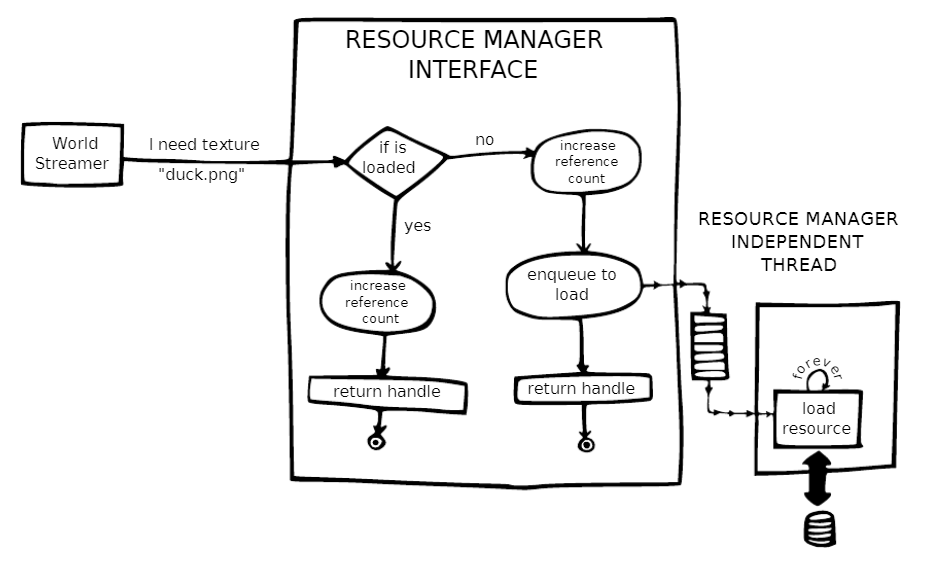 RESOURCE MANAGER
INTERFACE
World
Streamer
I need texture
"duck.png"
if is
loaded
no
increase
reference
count
yes
increase
reference
count
enqueue to
load
return handle
return handle
RESOURCE MANAGER
INDEPENDENT
THREAD
forever
load
resource